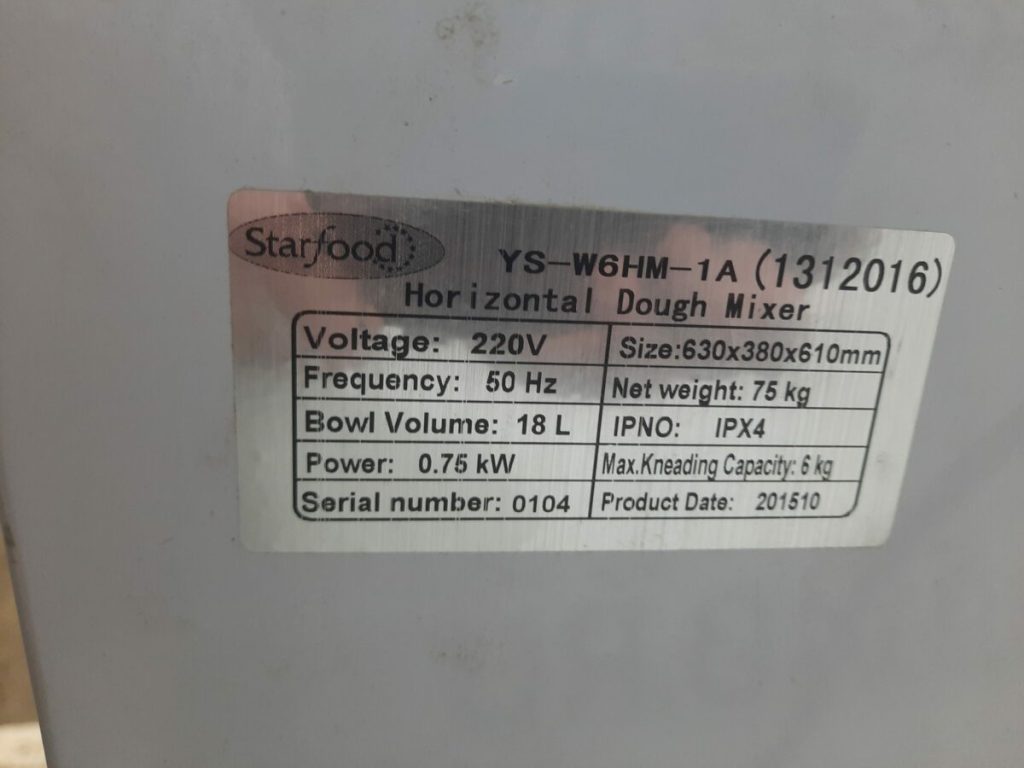 Starfood YS-W6HM-1A (1312016)
Horizontal Dough Mixer
Voltage: 220V Size:630x380x610mm
Frequency: 50 Hz Net weight: 75 kg
Bowl Volume: 18 L IPNO: IPX4
Power: 0.75 kW Max.Kneading Capacity: 6 kg
Serial number: 0104 Product Date: 201510